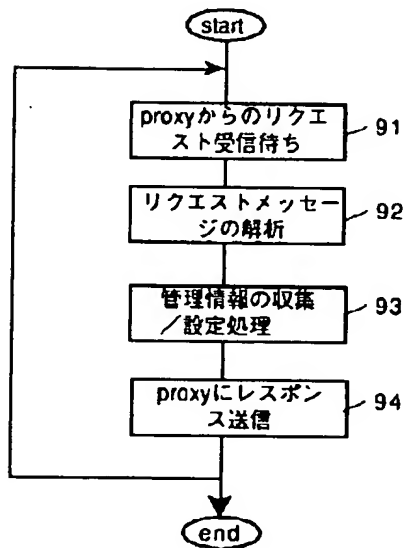 start
proxyからのリクエ
スト受信待ち
91
リクエストメッセー
ジの解析
92
管理情報の収集
／設定処理
93
proxyにレスポン
ス送信
94
end